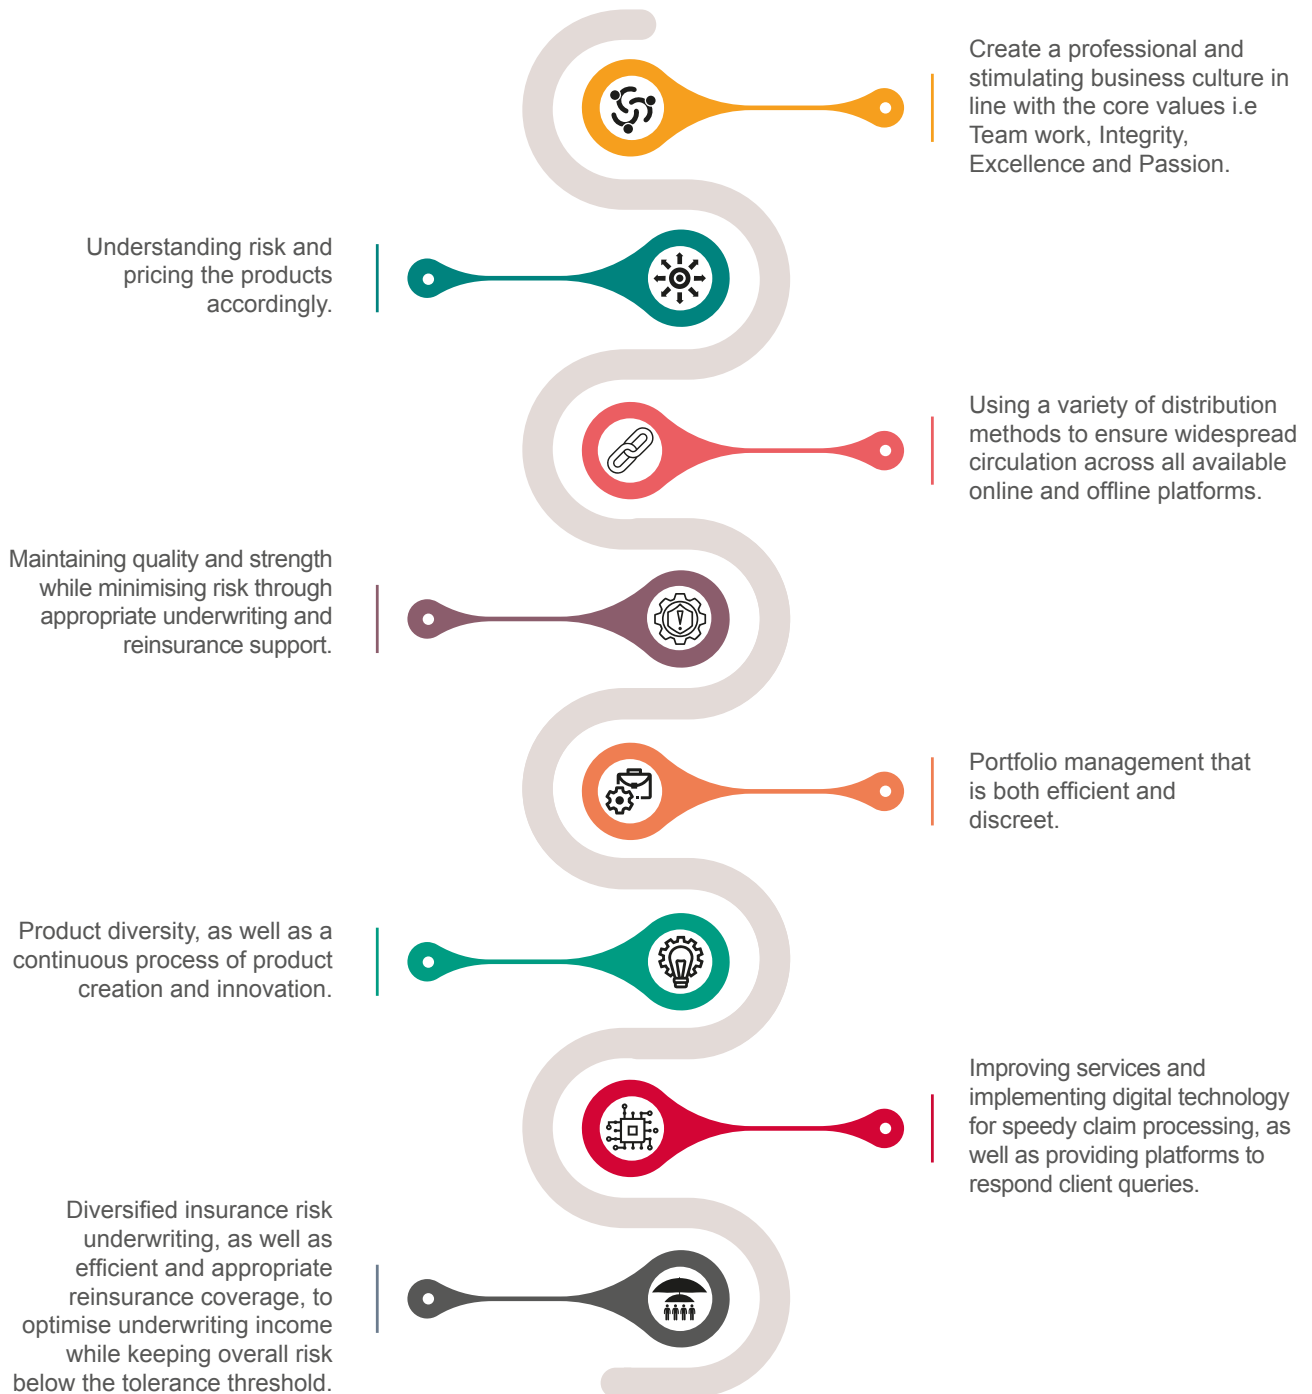 Create a professional and
stimulating business culture in
line with the core values i.e
Team work, Integrity,
Excellence and Passion.
Understanding risk and
pricing the products
accordingly.
Using a variety of distribution
methods to ensure widespread
circulation across all available
online and offline platforms.
Maintaining quality and strength
while minimising risk through
appropriate underwriting and
reinsurance support.
Portfolio management that
is both efficient and
discreet.
Product diversity, as well as a
continuous process of product
creation and innovation.
Improving services and
implementing digital technology
for speedy claim processing, as
well as providing platforms to
respond client queries.
Diversified insurance risk
underwriting, as well as
efficient and appropriate
reinsurance coverage, to
optimise underwriting income
while keeping overall risk
below the tolerance threshold.